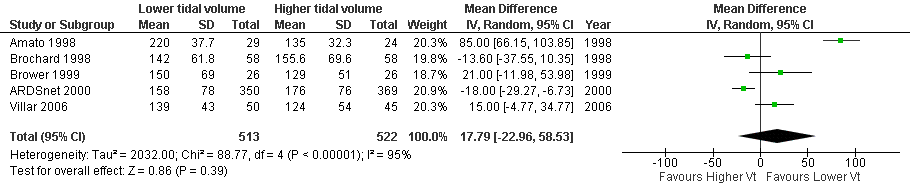 Lower tidal volume Higher tidal volume Mean Difference Mean Difference
Study or Subgroup Mean SD Total Mean SD Total Weight IV, Random, 95% CI Year IV, Random, 95% CI
Amato 1998 220 37.7 29 135 32.3 24 20.3% 85.00 [66.15, 103.85] 1998
Brochard 1998 142 61.8 58 155.6 69.6 58 19.8% -13.60 [-37.55, 10.35] 1998
Brower 1999 150 69 26 129 51 26 18.7% 21.00 [-11.98, 53.98] 1999
ARDSnet 2000 158 78 350 176 76 369 20.9% -18.00 [-29.27, -6.73] 2000
Villar 2006 139 43 50 124 54 45 20.3% 15.00 [-4.77, 34.77] 2006
Total (95% CI) 513 522 100.0% 17.79 [-22.96, 58.53]
Heterogeneity: Tau² = 2032.00; Chi² = 88.77, df = 4 (P < 0.00001); I² = 95%
Test for overall effect: Z = 0.86 (P = 0.39)
-100 -50 0 50 100
Favours Higher Vt Favours Lower Vt